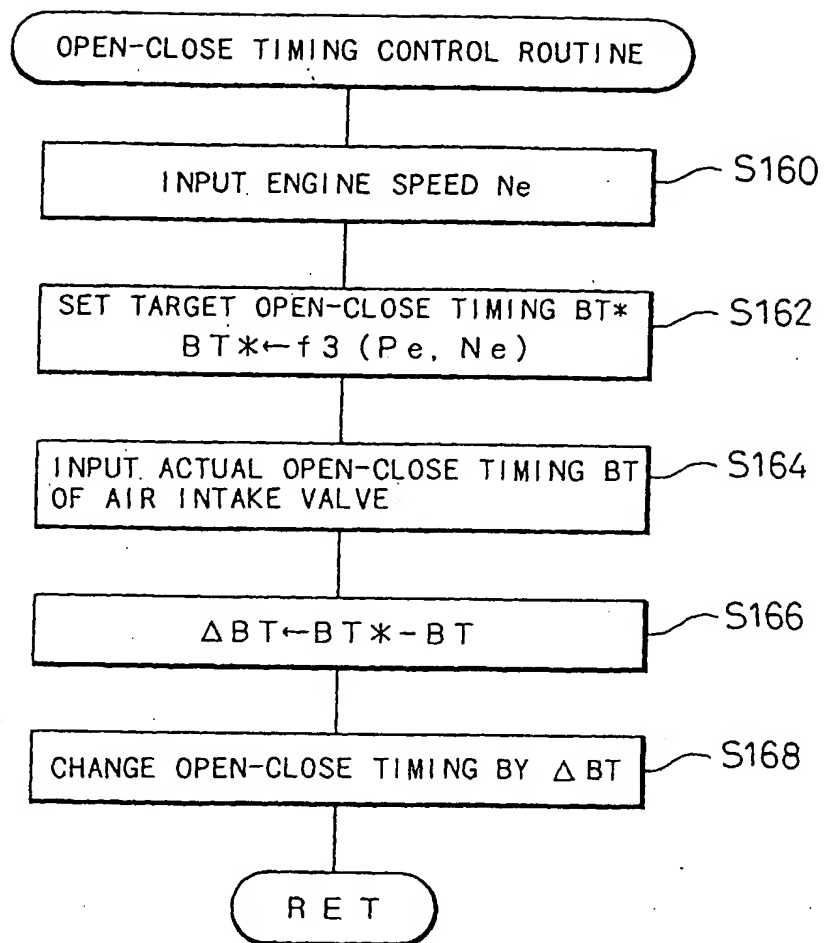 OPEN-CLOSE TIMING CONTROL ROUTINE
INPUT ENGINE SPEED Ne
S160
SET TARGET OPEN-CLOSE TIMING BT*
BT*←f3 (Pe, Ne)
S162
INPUT ACTUAL OPEN-CLOSE TIMING BT
OF AIR INTAKE VALVE
S164
ΔBT←BT*-BT
S166
CHANGE OPEN-CLOSE TIMING BY ΔBT
S168
RET